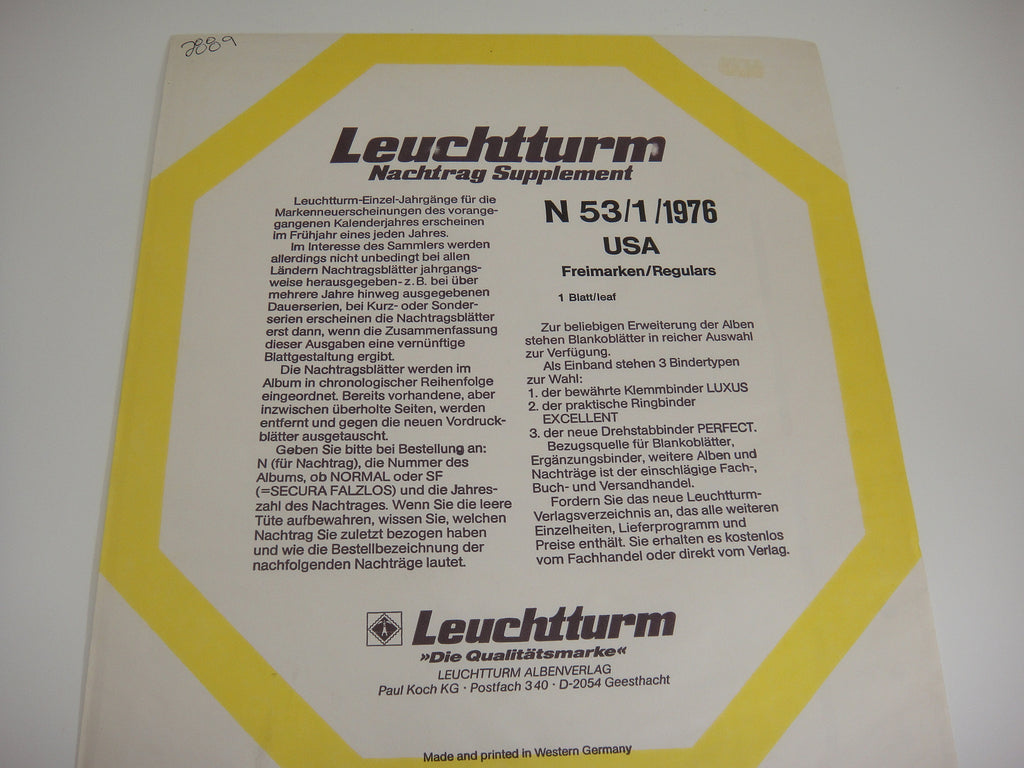 2889
Leuchtturm
Nachtrag Supplement
Leuchtturm-Einzel-Jahrgänge für die
Markenneuerscheinungen des vorange-
gangenen Kalenderjahres erscheinen
im Frühjahr eines jeden Jahres.
Im Interesse des Sammlers werden
allerdings nicht unbedingt bei allen
Ländern Nachtragsblätter jahrgangs-
weise herausgegeben-z.B. bei über
mehrere Jahre hinweg ausgegebenen
Dauerserien, bei Kurz- oder Sonder-
serien erscheinen die Nachtragsblätter
erst dann, wenn die Zusammenfassung
dieser Ausgaben eine vernünftige
Blattgestaltung ergibt.
Die Nachtragsblätter werden im
Album in chronologischer Reihenfolge
eingeordnet. Bereits vorhandene, aber
inzwischen überholte Seiten, werden
entfernt und gegen die neuen Vordruck-
blätter ausgetauscht.
Geben Sie bitte bei Bestellung an:
N (für Nachtrag), die Nummer des
Albums, ob NORMAL oder SF
(=SECURA FALZLOS) und die Jahres-
zahl des Nachtrages. Wenn Sie die leere
Tüte aufbewahren, wissen Sie, welchen
Nachtrag Sie zuletzt bezogen haben
und wie die Bestellbezeichnung der
nachfolgenden Nachträge lautet.
N 53/1/1976
USA
Freimarken/Regulars
1 Blatt/leaf
Zur beliebigen Erweiterung der Alben
stehen Blankoblätter in reicher Auswahl
zur Verfügung.
Als Einband stehen 3 Bindertypen
zur Wahl:
1. der bewährte Klemmbinder LUXUS
2. der praktische Ringbinder
EXCELLENT
3. der neue Drehstabbinder PERFECT.
Bezugsquelle für Blankoblätter,
Ergänzungsbinder, weitere Alben und
Nachträge ist der einschlägige Fach-,
Buch- und Versandhandel.
Fordern Sie das neue Leuchtturm-
Verlagsverzeichnis an, das alle weiteren
Einzelheiten, Lieferprogramm und
Preise enthält. Sie erhalten es kostenlos
vom Fachhandel oder direkt vom Verlag.
Leuchtturm
»Die Qualitätsmarke«
LEUCHTTURM ALBENVERLAG
Paul Koch KG · Postfach 340 · D-2054 Geesthacht
Made and printed in Western Germany